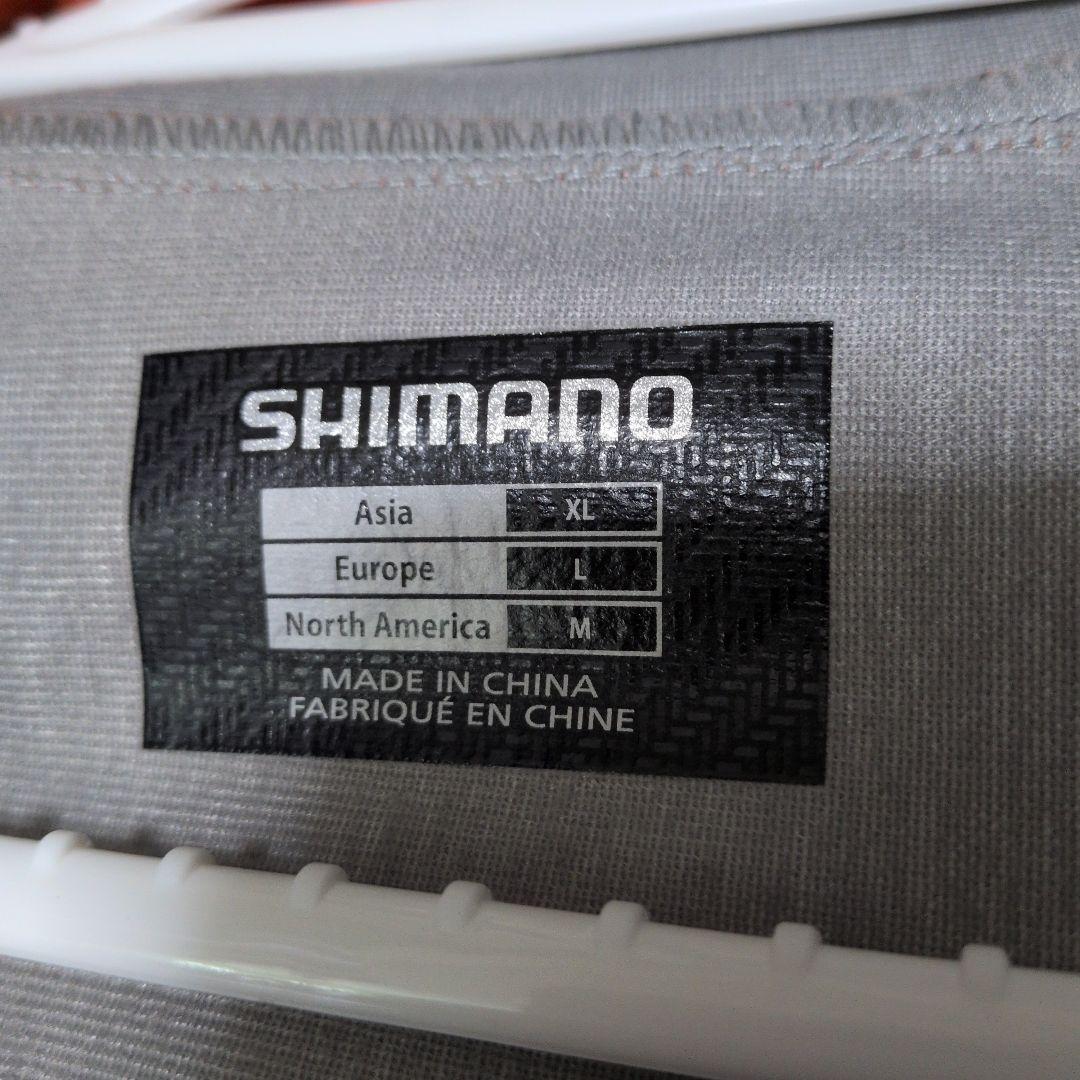 SHIMANO
Asia XL
Europe L
North America M
MADE IN CHINA
FABRIQUÉ EN CHINE